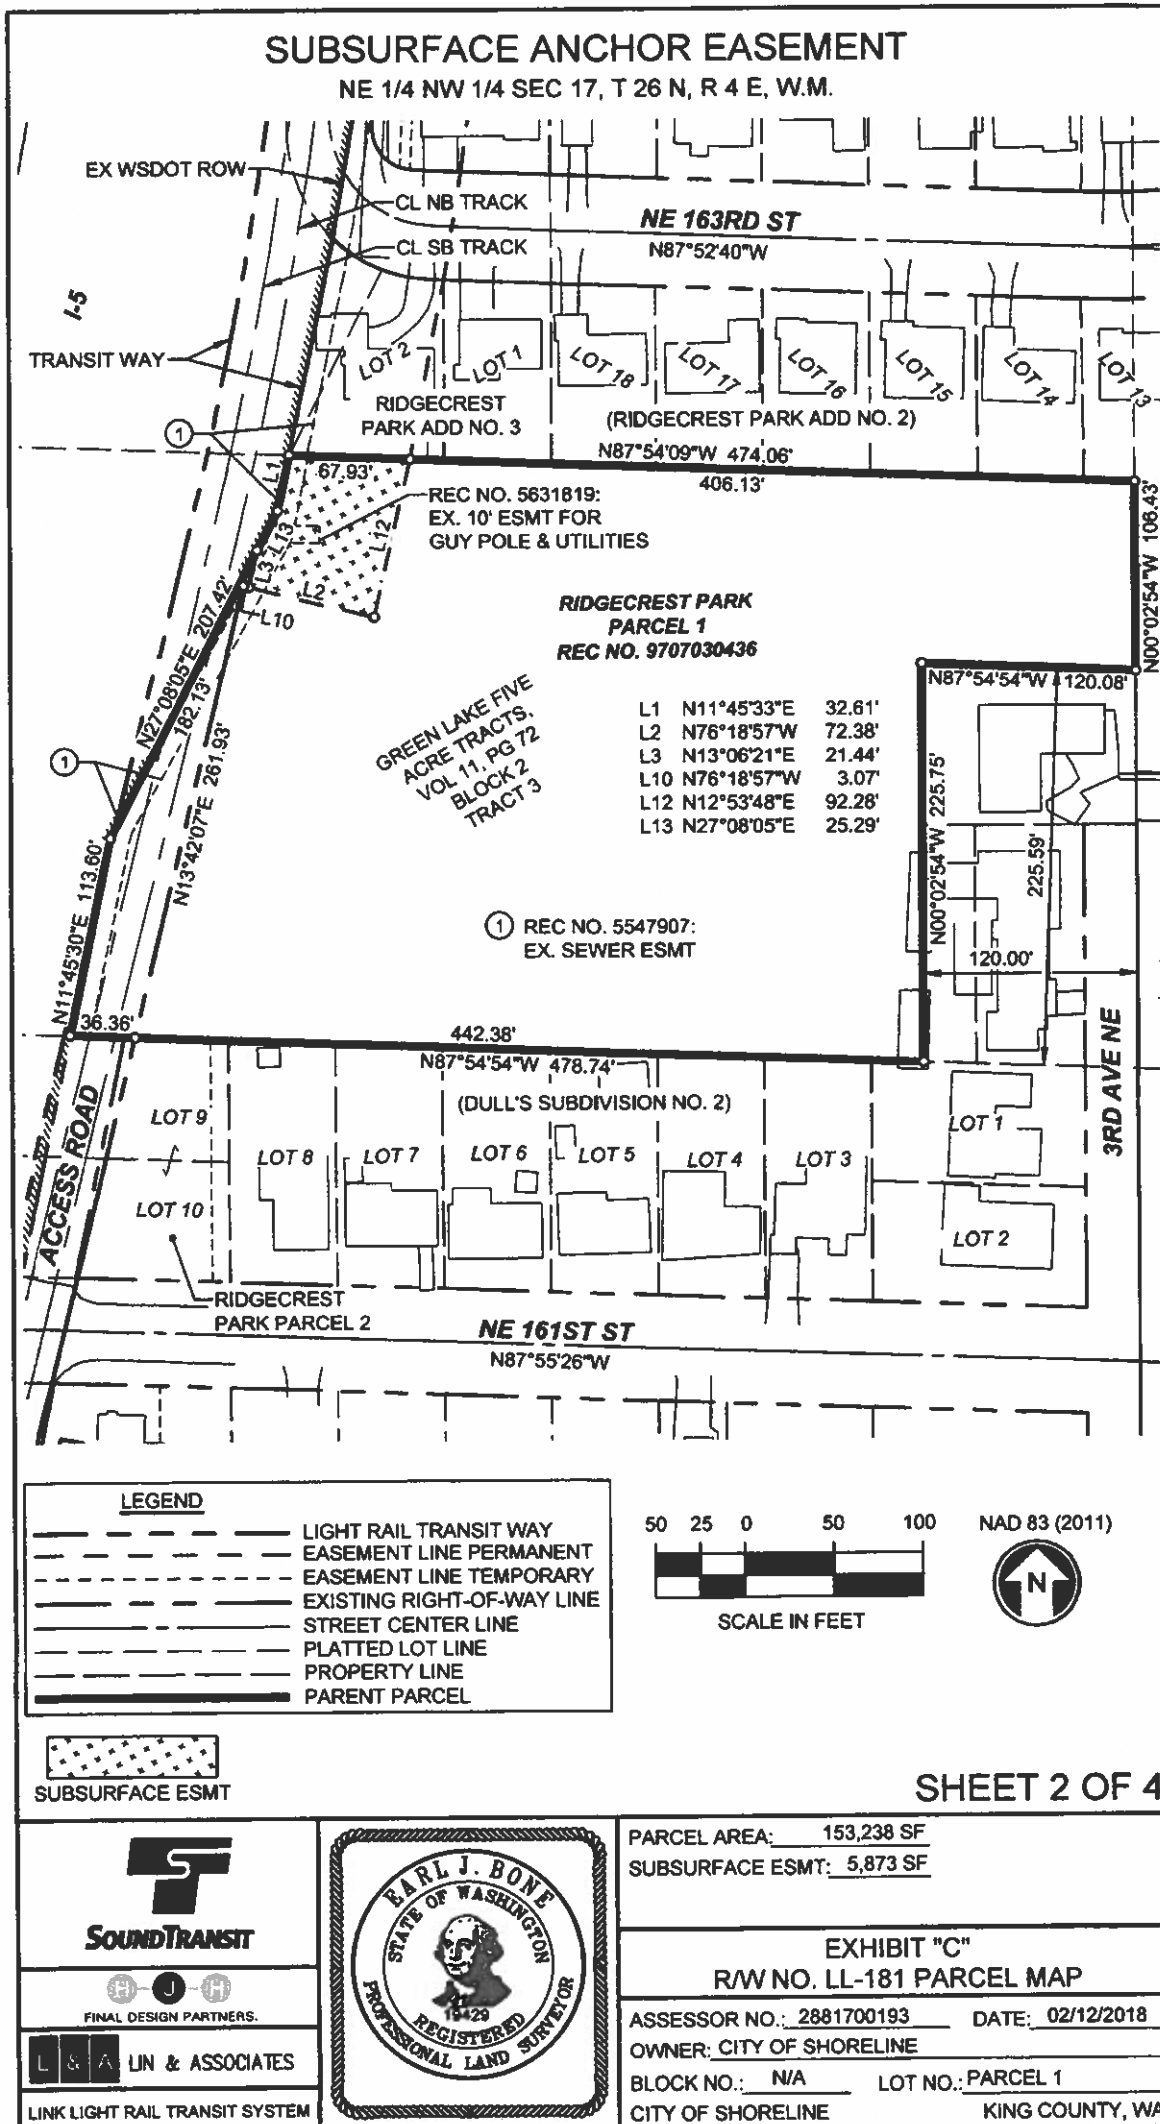 SUBSURFACE ANCHOR EASEMENT
NE 1/4 NW 1/4 SEC 17, T 26 N, R 4 E, W.M.
EX WSDOT ROW
CL NB TRACK
CL SB TRACK
NE 163RD ST
N87°52'40"W
I-5
TRANSIT WAY
LOT 2
LOT 1
LOT 18
LOT 17
LOT 16
LOT 15
LOT 14
LOT 13
RIDGECREST
PARK ADD NO. 3
(RIDGECREST PARK ADD NO. 2)
1
N87°54'09"W 474.06'
L1
67.93'
406.13'
REC NO. 5631819:
EX. 10' ESMT FOR
GUY POLE & UTILITIES
L13
L12
L3
L2
L10
N00°02'54"W 106.43'
RIDGECREST PARK
PARCEL 1
REC NO. 9707030436
N87°54'54"W 120.08'
N27°08'05"E 207.42'
182.13'
N13°42'07"E 261.93'
GREEN LAKE FIVE
ACRE TRACTS,
VOL 11, PG 72
BLOCK 2
TRACT 3
L1 N11°45'33"E 32.61'
L2 N76°18'57"W 72.38'
L3 N13°06'21"E 21.44'
L10 N76°18'57"W 3.07'
L12 N12°53'48"E 92.28'
L13 N27°08'05"E 25.29'
1
N00°02'54"W 225.75'
225.59'
N11°45'30"E 113.60'
1 REC NO. 5547907:
EX. SEWER ESMT
120.00'
36.36'
442.38'
N87°54'54"W 478.74'
3RD AVE NE
(DULL'S SUBDIVISION NO. 2)
ACCESS ROAD
LOT 9
LOT 8
LOT 7
LOT 6
LOT 5
LOT 4
LOT 3
LOT 1
LOT 10
LOT 2
RIDGECREST
PARK PARCEL 2
NE 161ST ST
N87°55'26"W
LEGEND
LIGHT RAIL TRANSIT WAY
EASEMENT LINE PERMANENT
EASEMENT LINE TEMPORARY
EXISTING RIGHT-OF-WAY LINE
STREET CENTER LINE
PLATTED LOT LINE
PROPERTY LINE
PARENT PARCEL
50 25 0 50 100
SCALE IN FEET
NAD 83 (2011)
N
SUBSURFACE ESMT
SHEET 2 OF 4
SOUNDTRANSIT
H J H
FINAL DESIGN PARTNERS.
L & A LIN & ASSOCIATES
LINK LIGHT RAIL TRANSIT SYSTEM
EARL J. BONE
STATE OF WASHINGTON
19429
REGISTERED
PROFESSIONAL LAND SURVEYOR
PARCEL AREA: 153,238 SF
SUBSURFACE ESMT: 5,873 SF
EXHIBIT "C"
R/W NO. LL-181 PARCEL MAP
ASSESSOR NO.: 2881700193 DATE: 02/12/2018
OWNER: CITY OF SHORELINE
BLOCK NO.: N/A LOT NO.: PARCEL 1
CITY OF SHORELINE KING COUNTY, WA